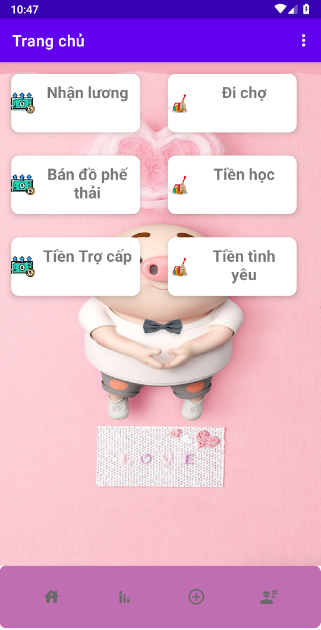 10:47
Trang chủ
Nhận lương
Đi chợ
Bán đồ phế
thải
Tiền học
Tiền Trợ cấp
Tiền tình
yêu
LOVE